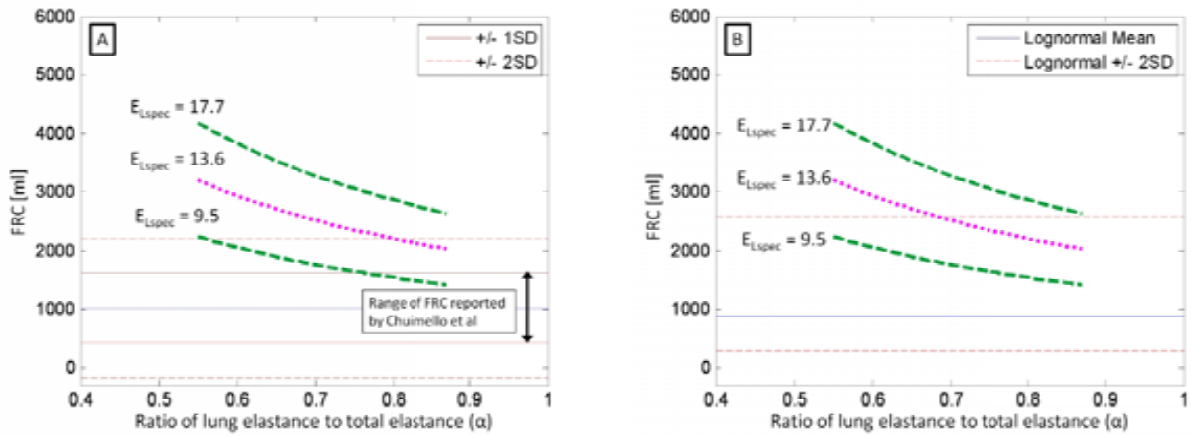 A
+/- 1SD
+/- 2SD
6000
5000
4000
3000
2000
1000
0
FRC [ml]
E_Lspec = 17.7
E_Lspec = 13.6
E_Lspec = 9.5
Range of FRC reported
by Chuimello et al
0.4 0.5 0.6 0.7 0.8 0.9 1
Ratio of lung elastance to total elastance (α)
B
Lognormal Mean
Lognormal +/- 2SD
6000
5000
4000
3000
2000
1000
0
FRC [ml]
E_Lspec = 17.7
E_Lspec = 13.6
E_Lspec = 9.5
0.4 0.5 0.6 0.7 0.8 0.9 1
Ratio of lung elastance to total elastance (α)